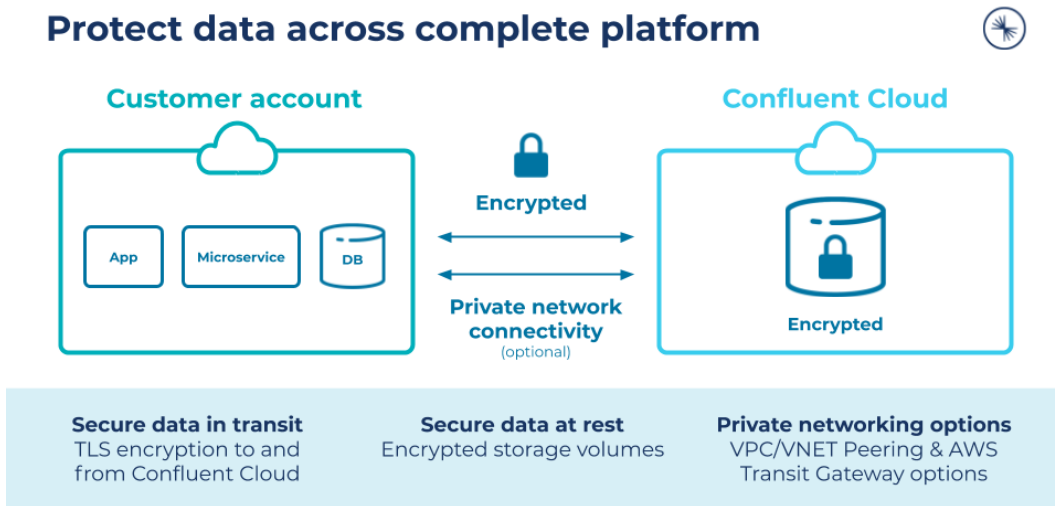 Protect data across complete platform
Customer account
Confluent Cloud
Encrypted
App
Microservice
DB
Private network
connectivity
(optional)
Encrypted
Secure data in transit
TLS encryption to and
from Confluent Cloud
Secure data at rest
Encrypted storage volumes
Private networking options
VPC/VNET Peering & AWS
Transit Gateway options